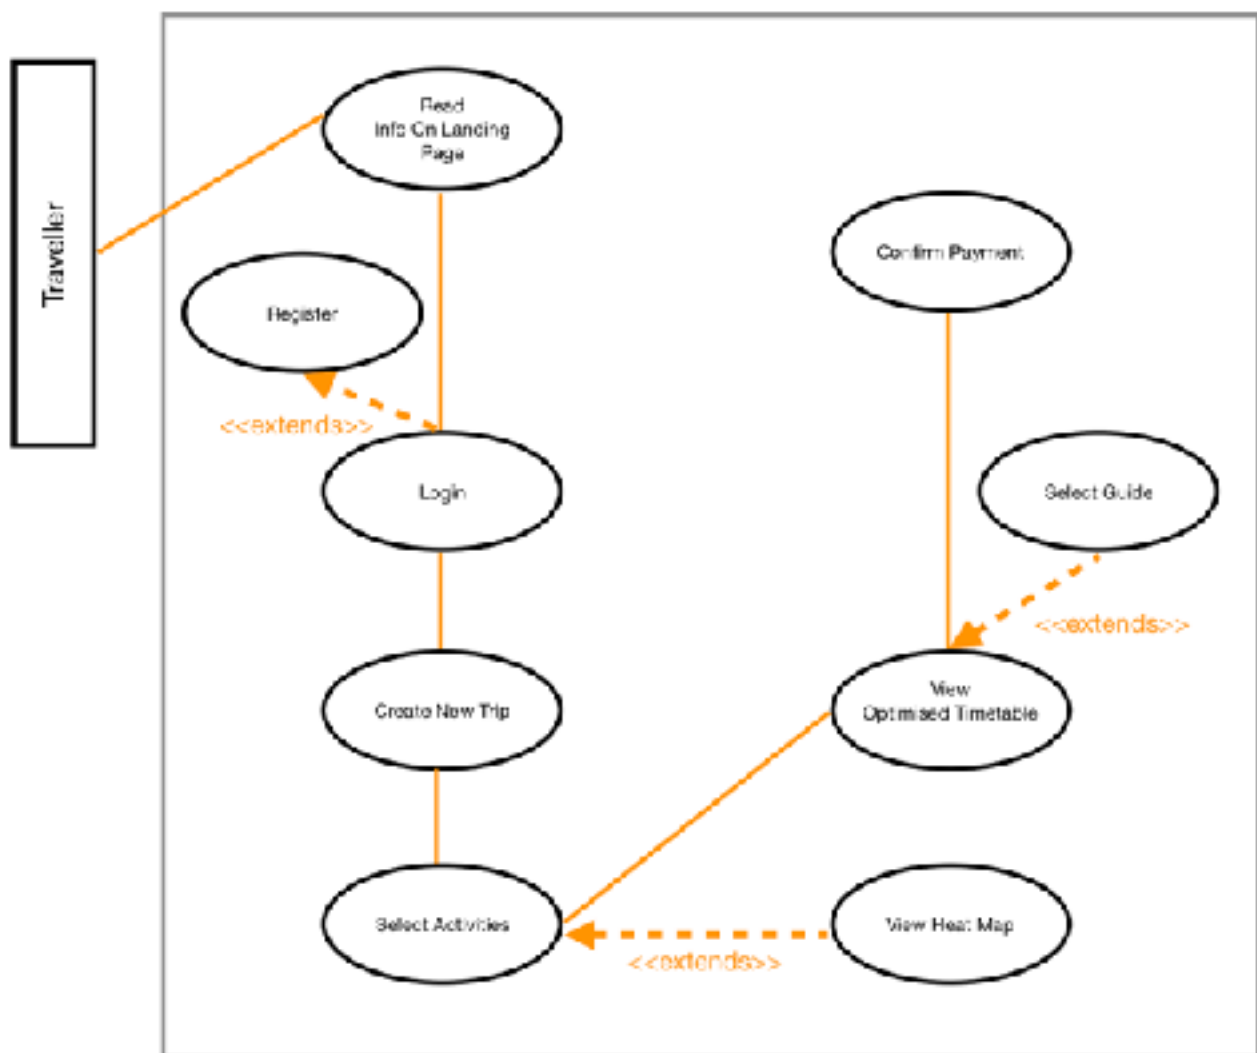 Traveller
Read
Info On Landing
Page
Register
<<extends>>
Login
Create New Trip
Select Activities
Confirm Payment
Select Guide
<<extends>>
View
Optimised Timetable
View Heat Map
<<extends>>